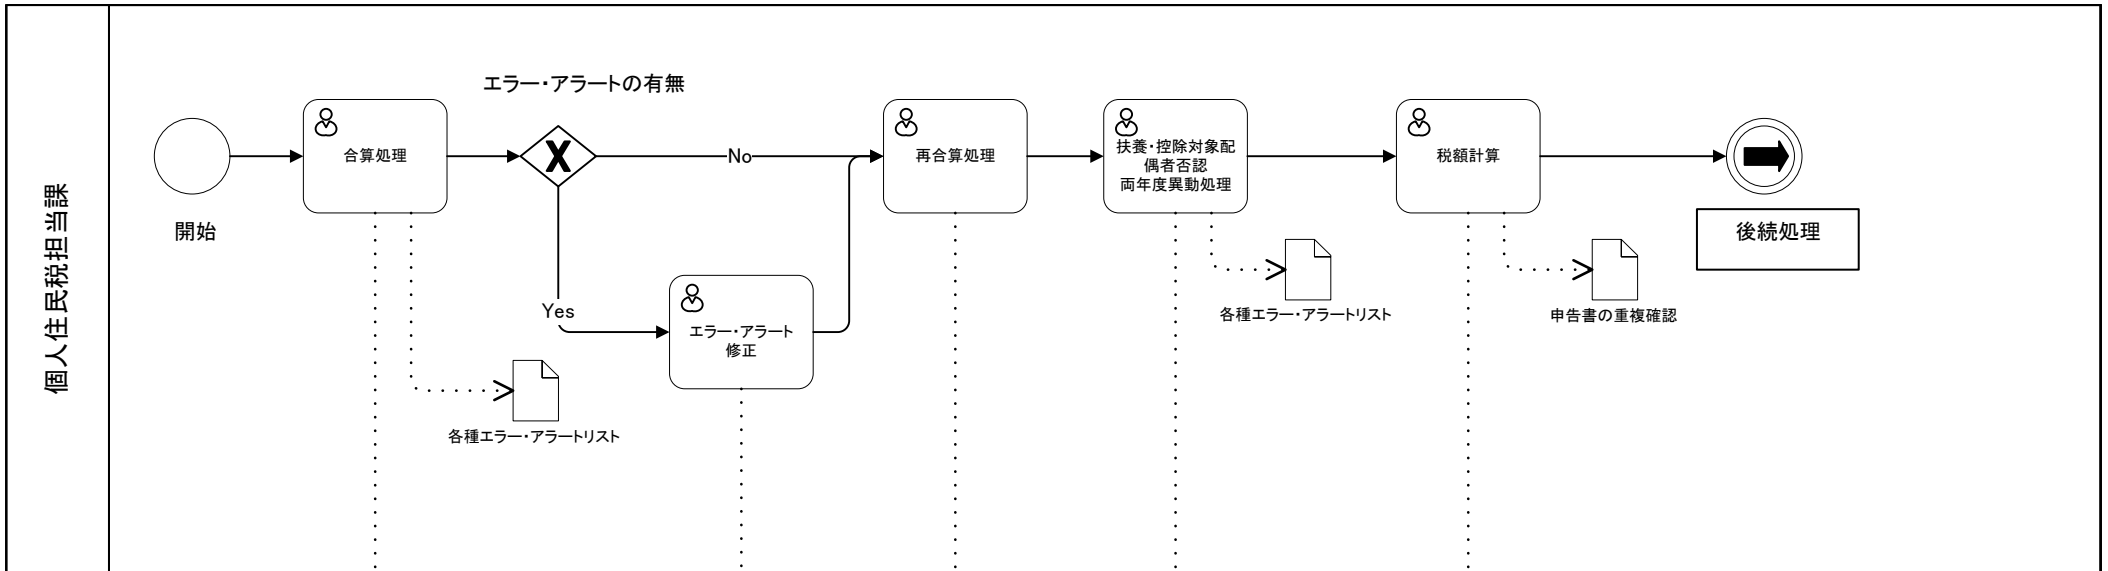 個人住民税担当課
エラー・アラートの有無
開始
合算処理
No
Yes
エラー・アラート
修正
各種エラー・アラートリスト
再合算処理
扶養・控除対象配
偶者否認
両年度異動処理
各種エラー・アラートリスト
税額計算
申告書の重複確認
後続処理